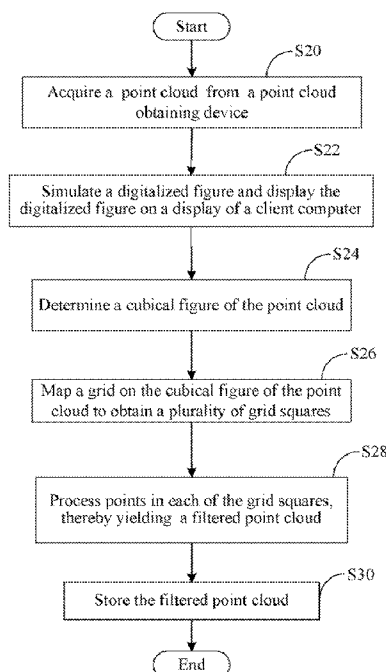 Start
S20
Acquire a point cloud from a point cloud
obtaining device
S22
Simulate a digitalized figure and display the
digitalized figure on a display of a client computer
S24
Determine a cubical figure of the point cloud
S26
Map a grid on the cubical figure of the point
cloud to obtain a plurality of grid squares
S28
Process points in each of the grid squares,
thereby yielding a filtered point cloud
S30
Store the filtered point cloud
End